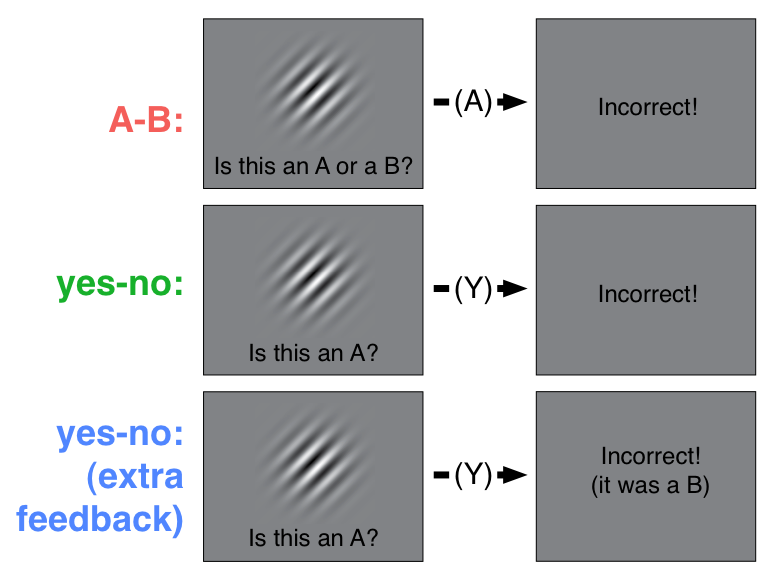 A-B:
Is this an A or a B?
(A)
Incorrect!
yes-no:
Is this an A?
(Y)
Incorrect!
yes-no:
(extra
feedback)
Is this an A?
(Y)
Incorrect!
(it was a B)